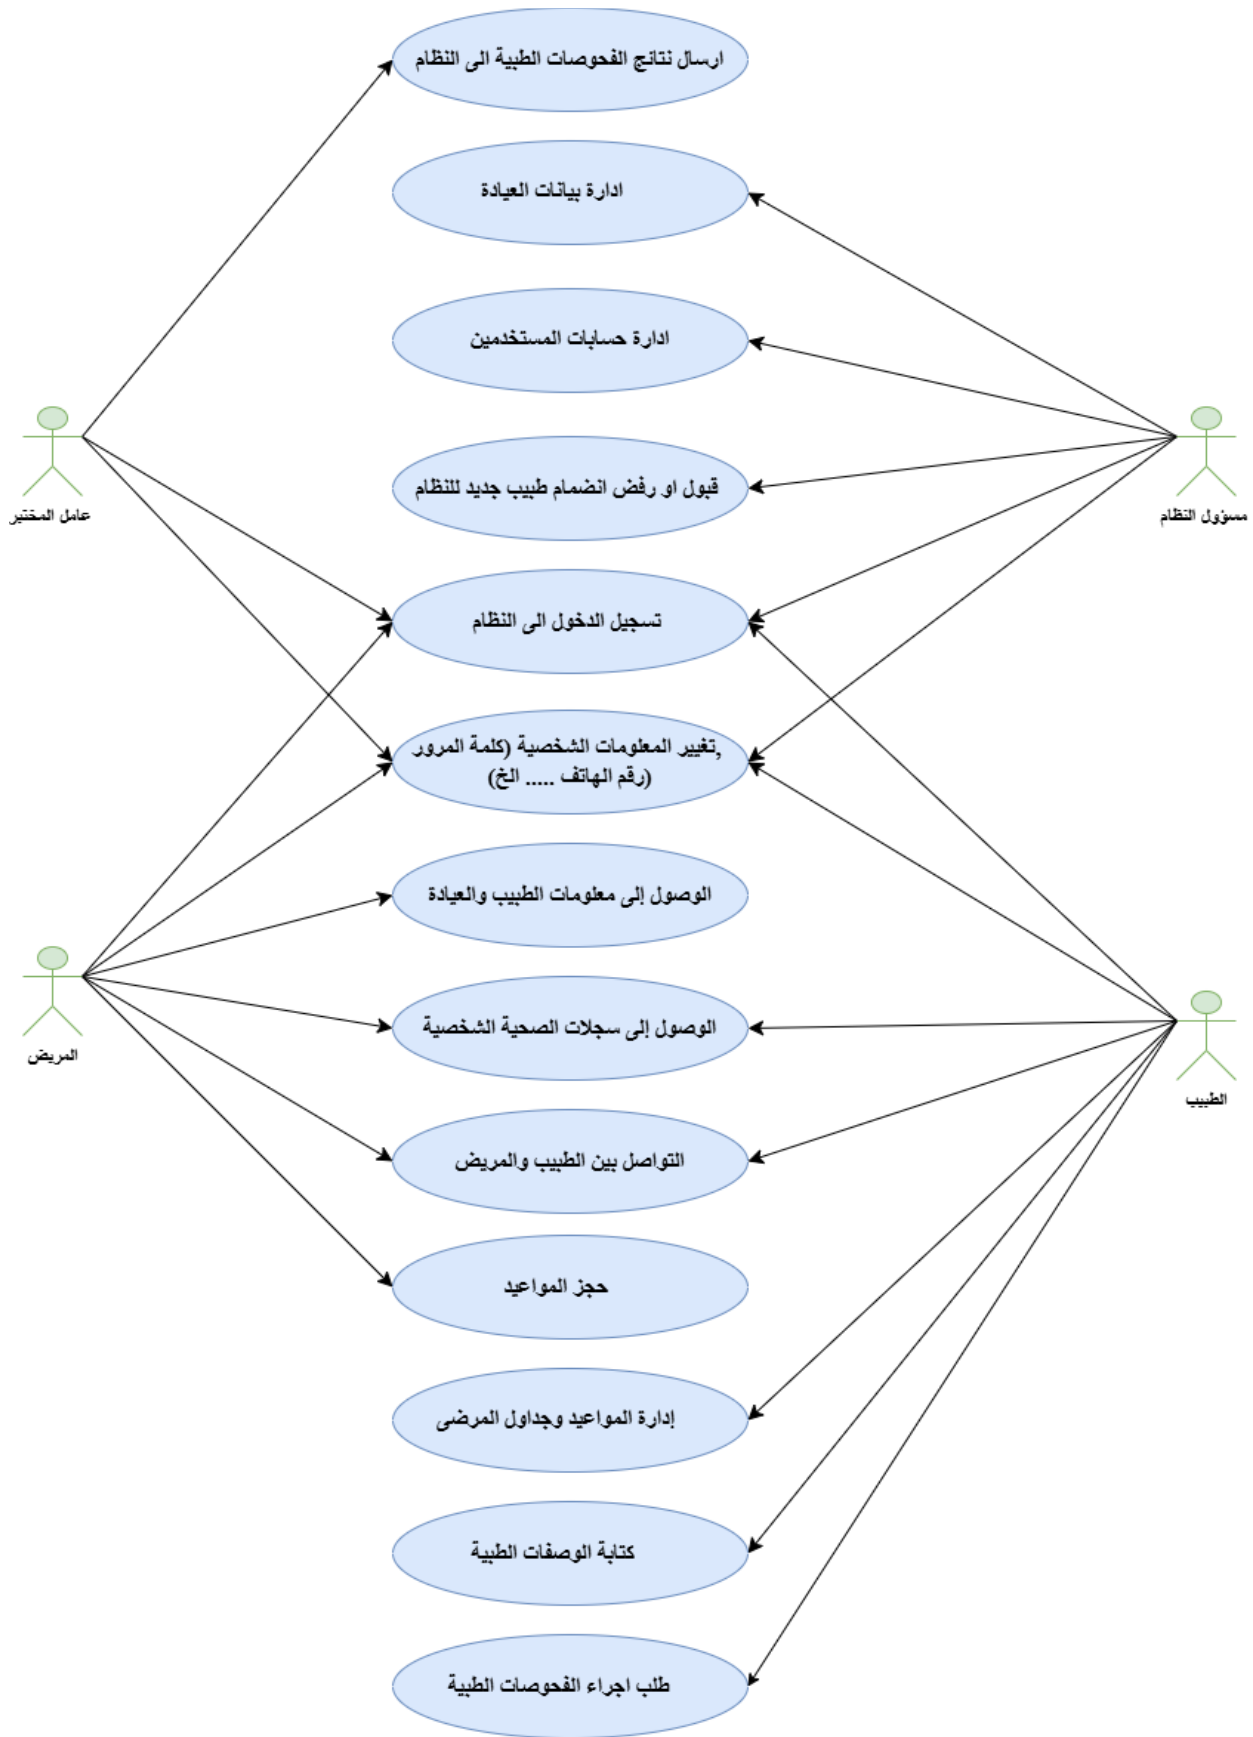 ارسال نتائج الفحوصات الطبية الى النظام
ادارة بيانات العيادة
ادارة حسابات المستخدمين
قبول او رفض انضمام طبيب جديد للنظام
عامل المختبر
مسؤول النظام
تسجيل الدخول الى النظام
تغيير المعلومات الشخصية (كلمة المرور,
رقم الهاتف ..... الخ)
الوصول إلى معلومات الطبيب والعيادة
الوصول إلى سجلات الصحية الشخصية
المريض
الطبيب
التواصل بين الطبيب والمريض
حجز المواعيد
إدارة المواعيد وجداول المرضى
كتابة الوصفات الطبية
طلب اجراء الفحوصات الطبية